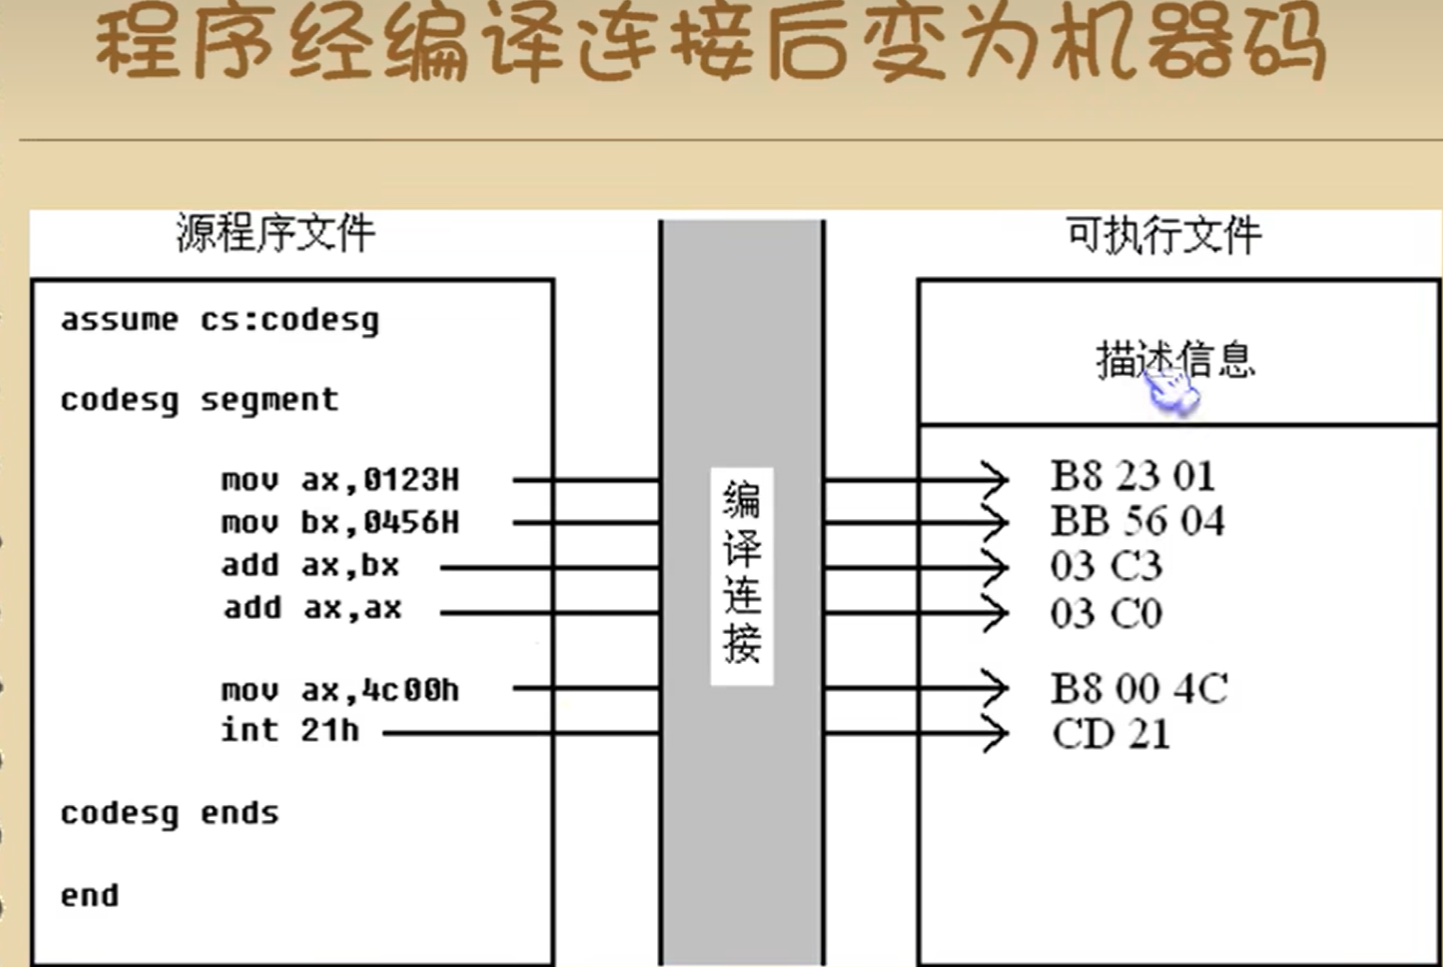 程序经编译连接后变为机器码
源程序文件
可执行文件
assume cs:codesg
codesg segment
mov ax,0123H
mov bx,0456H
add ax,bx
add ax,ax
mov ax,4c00h
int 21h
codesg ends
end
编
译
连
接
描述信息
B8 23 01
BB 56 04
03 C3
03 C0
B8 00 4C
CD 21